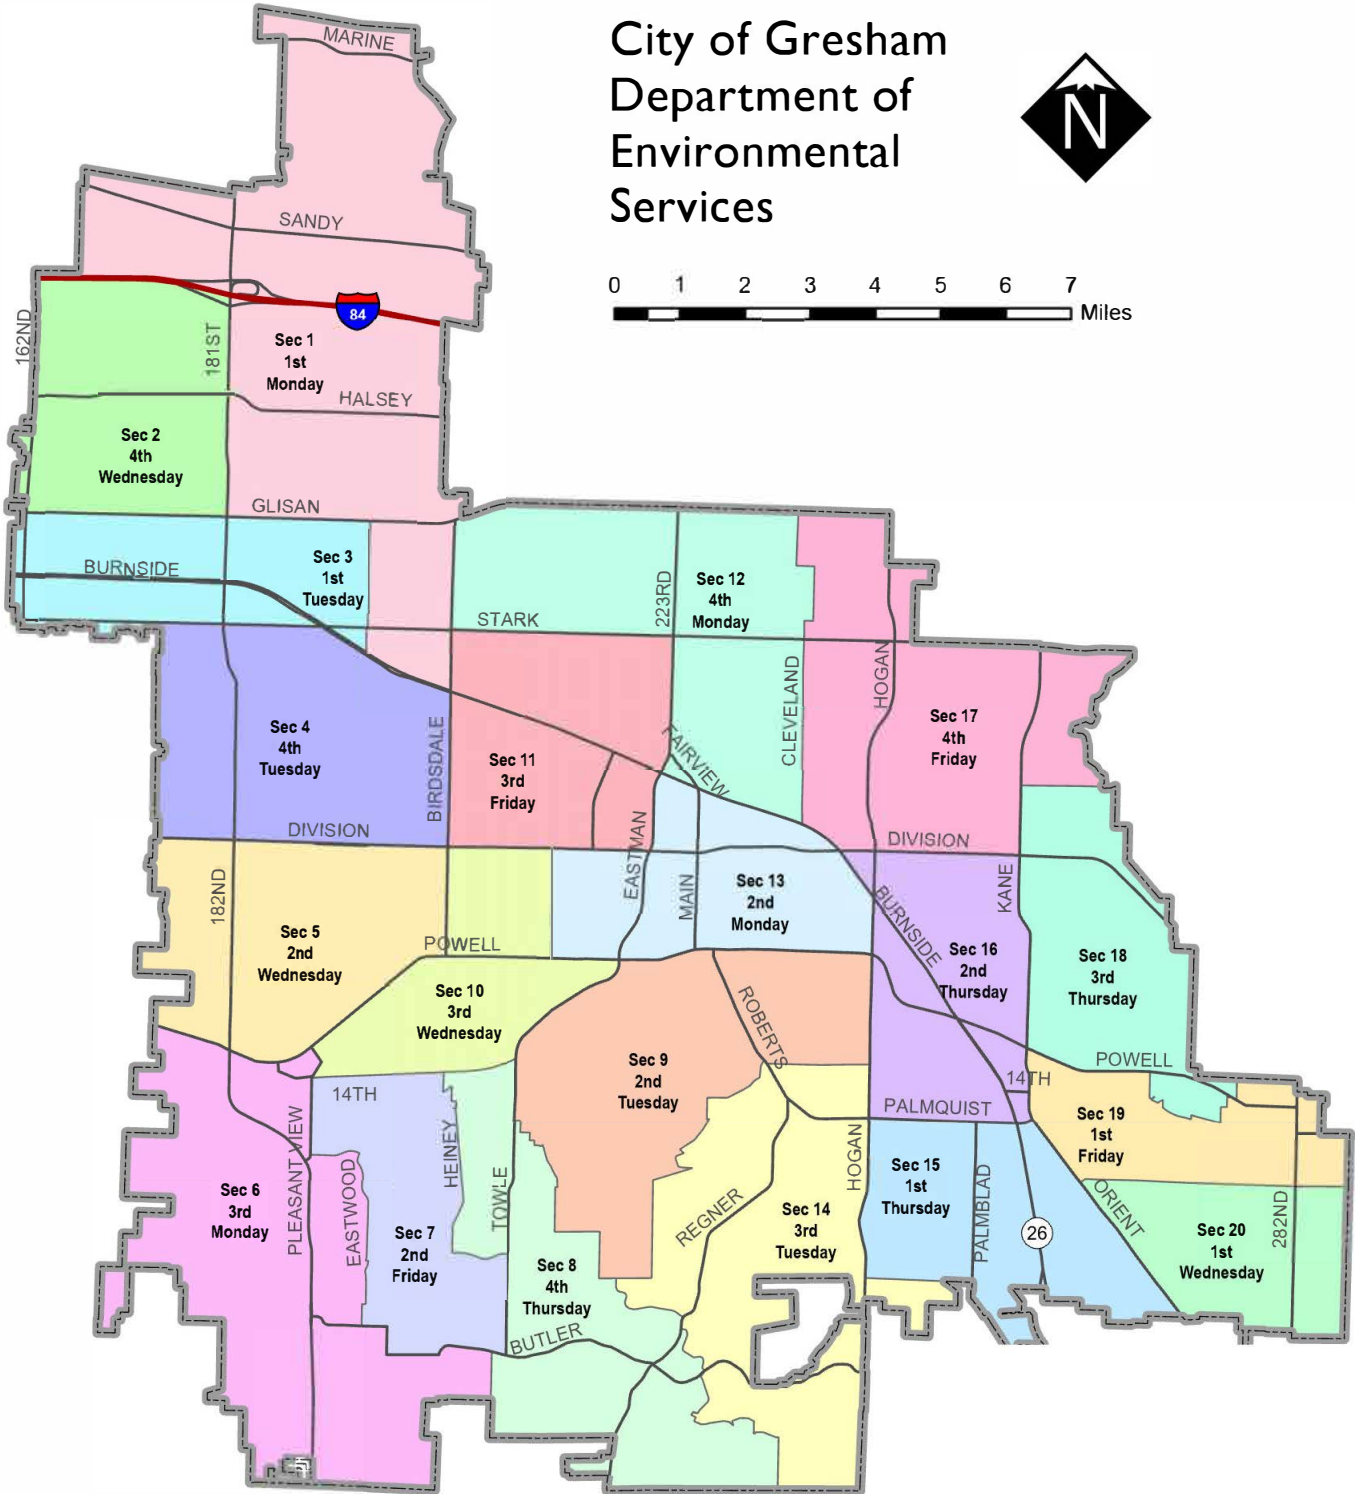 City of Gresham
Department of
Environmental
Services
N
0 1 2 3 4 5 6 7
Miles
MARINE
SANDY
84
162ND
181ST
Sec 1
1st
Monday
HALSEY
Sec 2
4th
Wednesday
GLISAN
BURNSIDE
Sec 3
1st
Tuesday
STARK
223RD
Sec 12
4th
Monday
CLEVELAND
HOGAN
Sec 4
4th
Tuesday
BIRDSDALE
Sec 11
3rd
Friday
FAIRVIEW
Sec 17
4th
Friday
DIVISION
EASTMAN
DIVISION
182ND
MAIN
Sec 13
2nd
Monday
BURNSIDE
KANE
Sec 5
2nd
Wednesday
POWELL
Sec 16
2nd
Thursday
Sec 18
3rd
Thursday
Sec 10
3rd
Wednesday
ROBERTS
Sec 9
2nd
Tuesday
POWELL
14TH
14TH
PALMQUIST
Sec 19
1st
Friday
PLEASANT VIEW
EASTWOOD
HEINEY
TOWLE
HOGAN
Sec 15
1st
Thursday
PALMBLAD
ORIENT
282ND
Sec 6
3rd
Monday
Sec 7
2nd
Friday
REGNER
Sec 14
3rd
Tuesday
26
Sec 20
1st
Wednesday
Sec 8
4th
Thursday
BUTLER